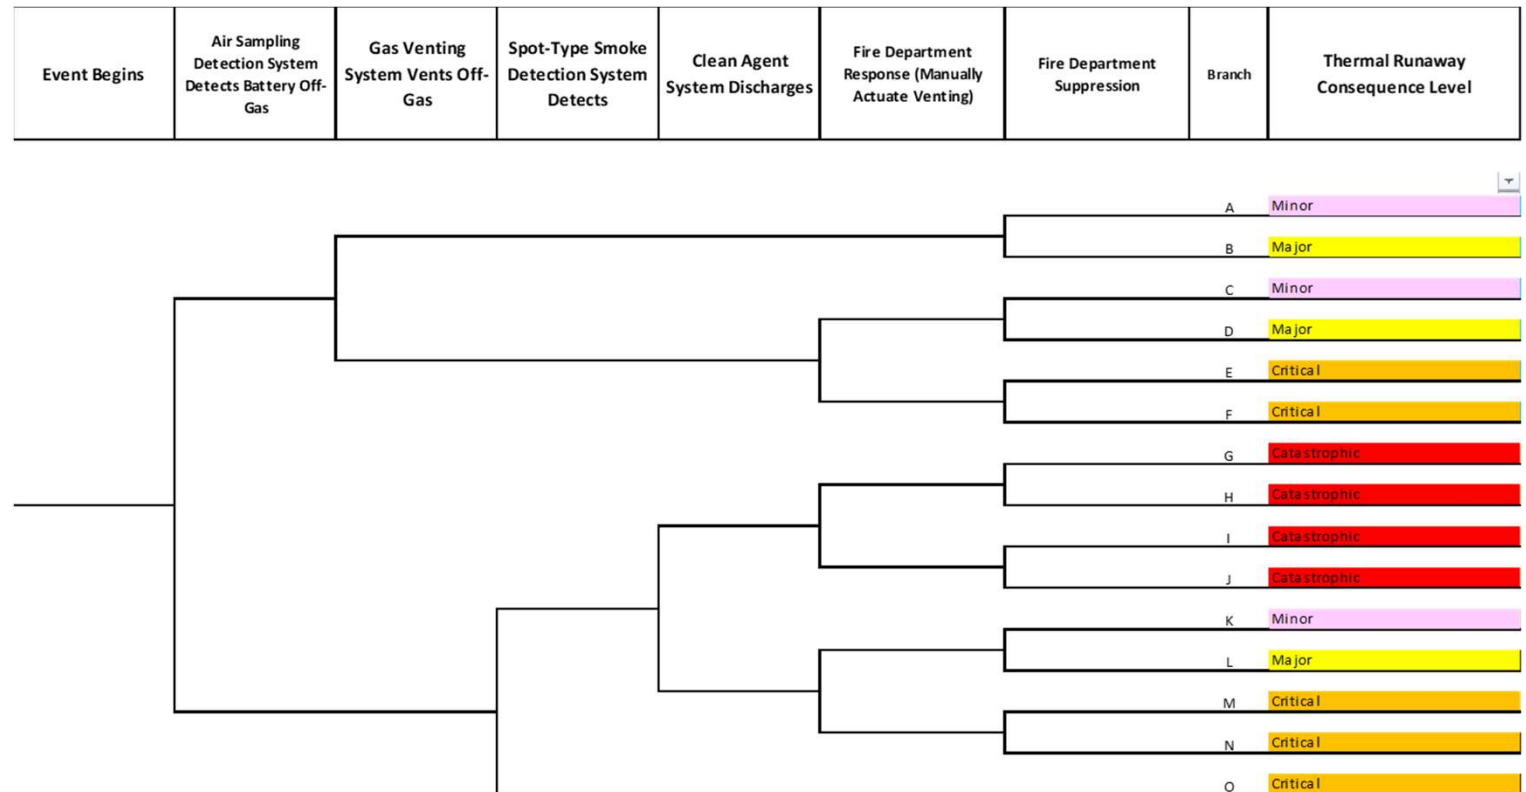 Event Begins
Air Sampling
Detection System
Detects Battery Off-
Gas
Gas Venting
System Vents Off-
Gas
Spot-Type Smoke
Detection System
Detects
Clean Agent
System Discharges
Fire Department
Response (Manually
Actuate Venting)
Fire Department
Suppression
Branch
Thermal Runaway
Consequence Level
A Minor
B Major
C Minor
D Major
E Critical
F Critical
G Catastrophic
H Catastrophic
I Catastrophic
J Catastrophic
K Minor
L Major
M Critical
N Critical
O Critical